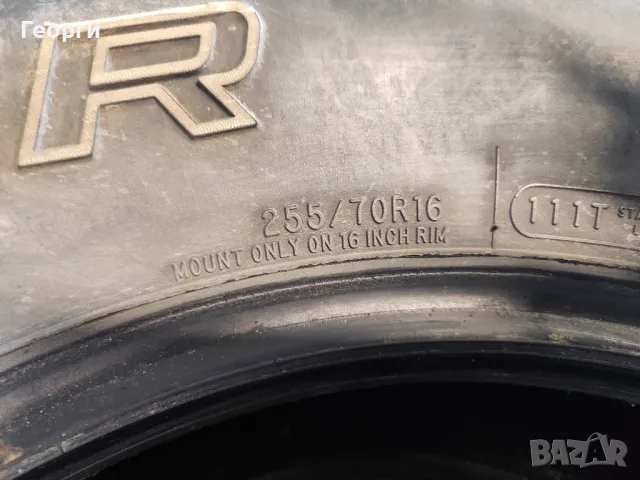 Георги
R
255/70R16
MOUNT ONLY ON 16 INCH RIM
111T
BAZAR